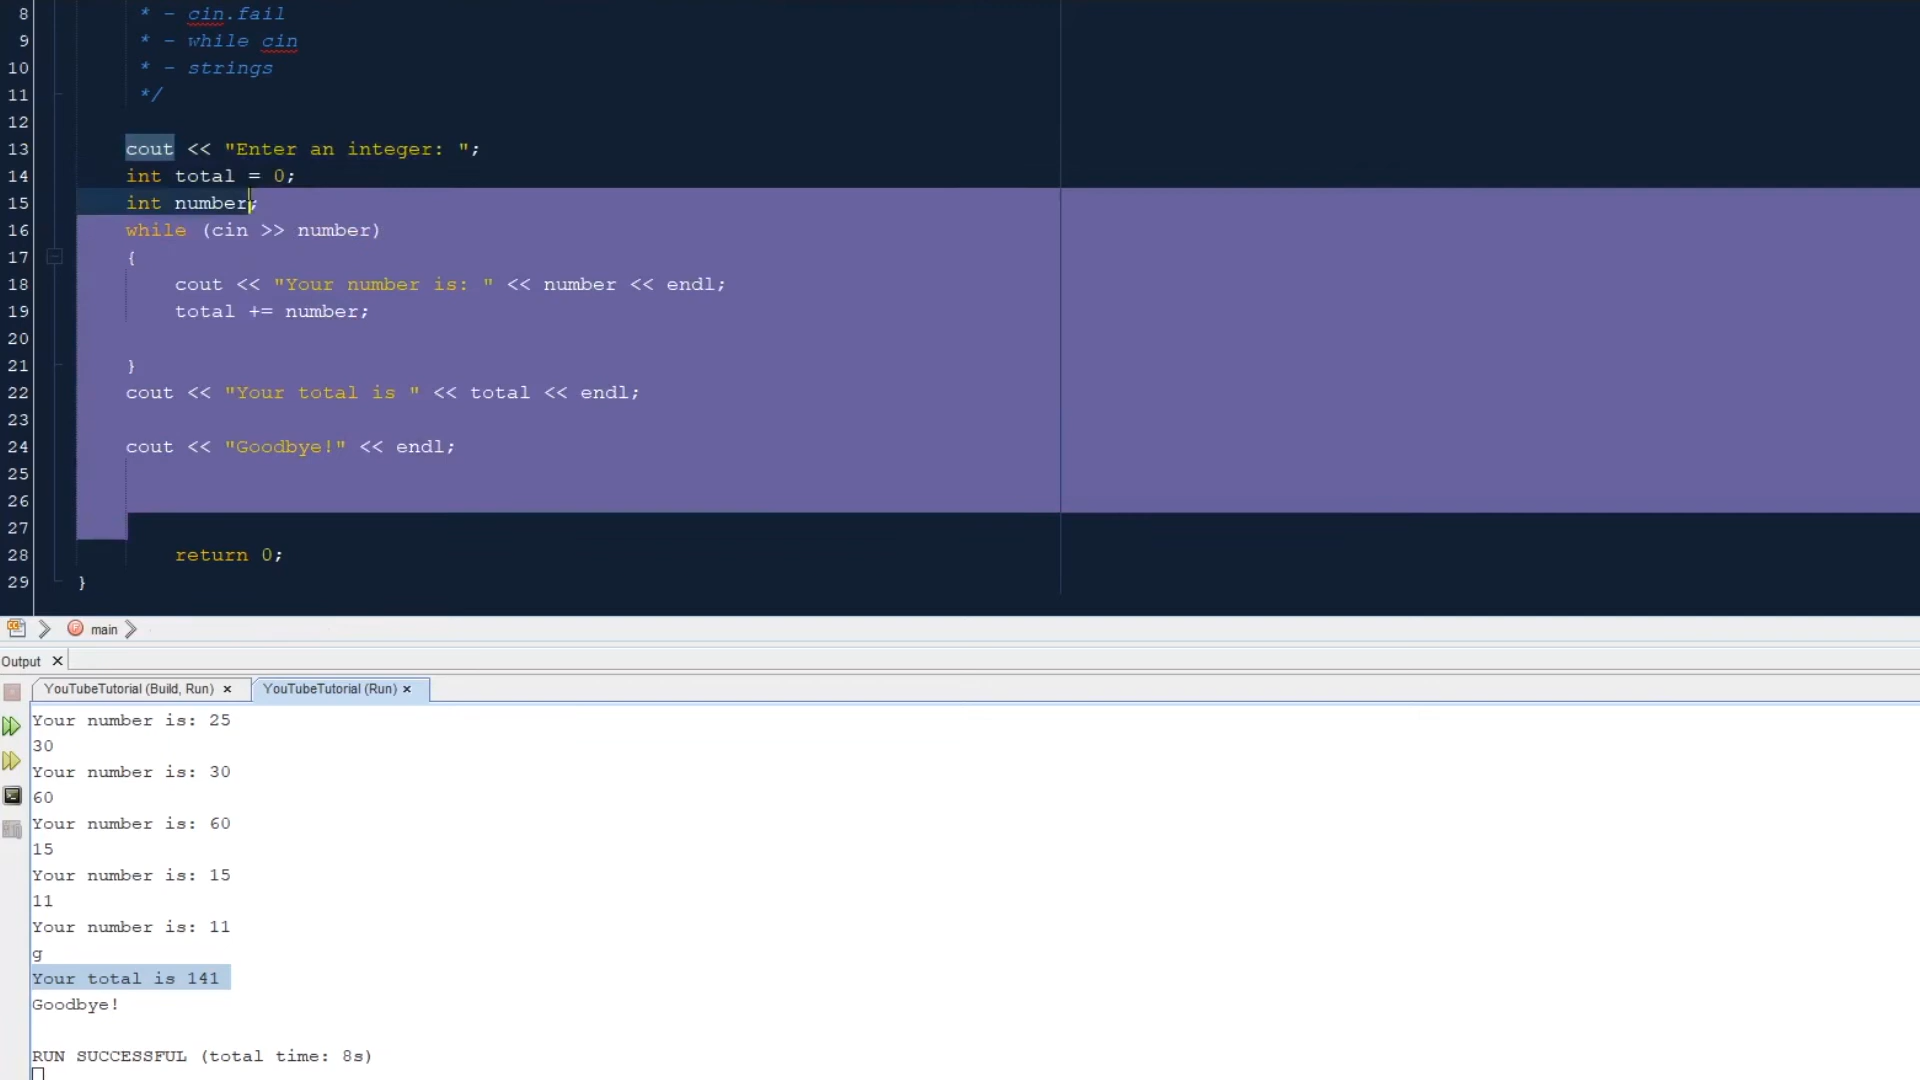 8 * - cin.fail
9 * - while cin
10 * - strings
11 */
12
13 cout << "Enter an integer: ";
14 int total = 0;
15 int number;
16 while (cin >> number)
17 {
18 cout << "Your number is: " << number << endl;
19 total += number;
20
21 }
22 cout << "Your total is " << total << endl;
23
24 cout << "Goodbye!" << endl;
25
26
27
28 return 0;
29 }
main
Output
YouTubeTutorial (Build, Run) YouTubeTutorial (Run)
Your number is: 25
30
Your number is: 30
60
Your number is: 60
15
Your number is: 15
11
Your number is: 11
g
Your total is 141
Goodbye!
RUN SUCCESSFUL (total time: 8s)